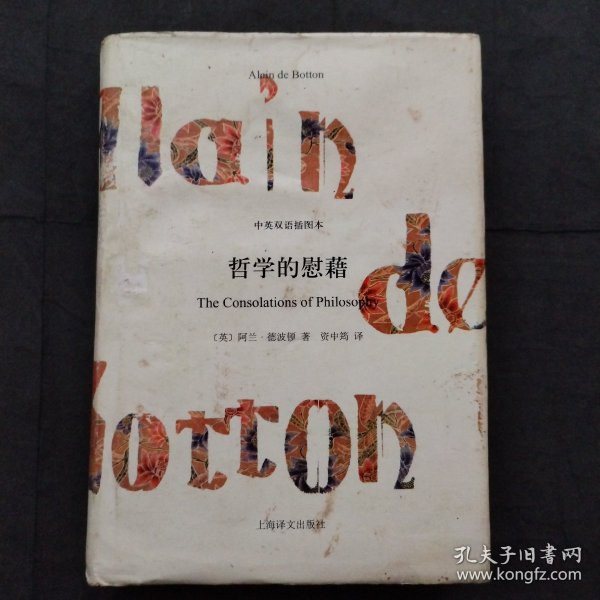 Alain de Botton
llain
中英双语插图本
哲学的慰藉
de
The Consolations of Philosophy
〔英〕阿兰·德波顿 著 资中筠 译
Botton
上海译文出版社
孔夫子旧书网
www.kongfz.com